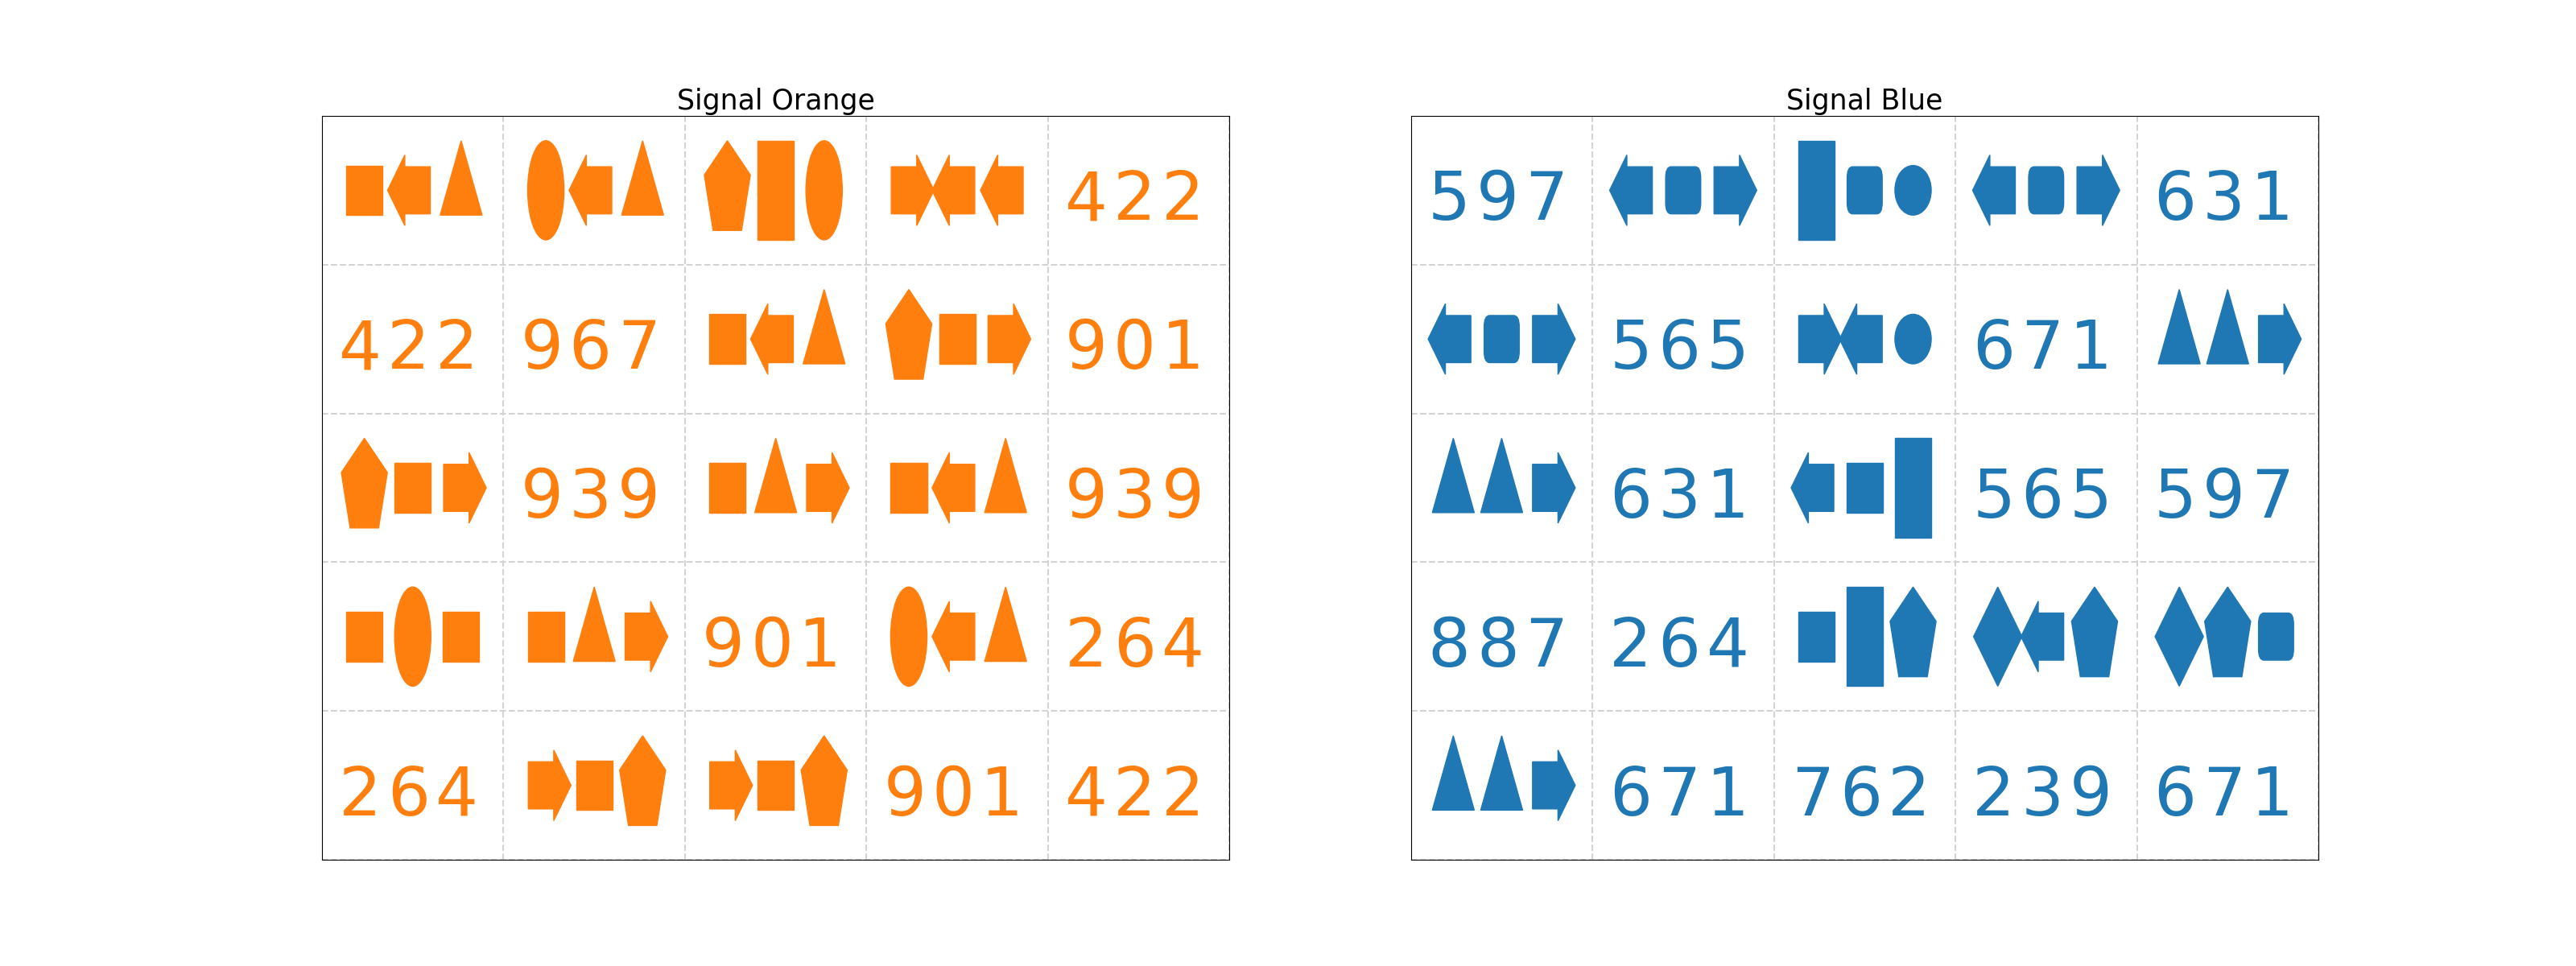 Signal Orange
422
422 967 901
939 939
901 264
264 901 422
Signal Blue
597 631
565 671
631 565 597
887 264
671 762 239 671